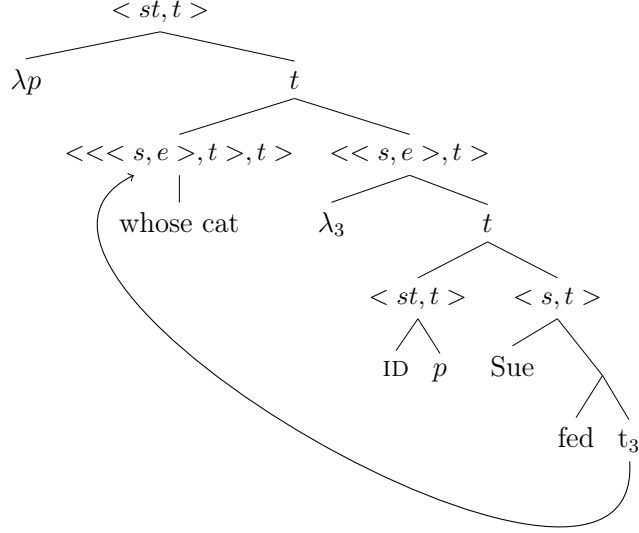 < st, t >
λp t
<<< s, e >, t >, t > << s, e >, t >
whose cat λ₃ t
< st, t > < s, t >
ID p Sue
fed t₃